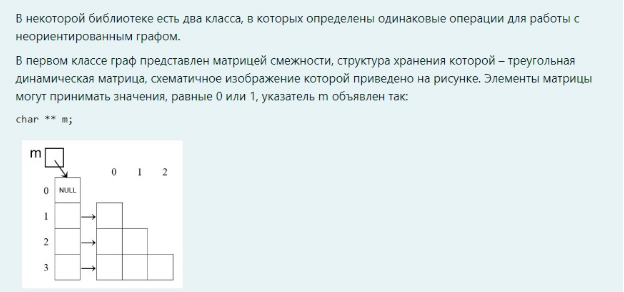 В некоторой библиотеке есть два класса, в которых определены одинаковые операции для работы с
неориентированным графом.
В первом классе граф представлен матрицей смежности, структура хранения которой – треугольная
динамическая матрица, схематичное изображение которой приведено на рисунке. Элементы матрицы
могут принимать значения, равные 0 или 1, указатель m объявлен так:
char ** m;
m
0 1 2
0 NULL
1
2
3